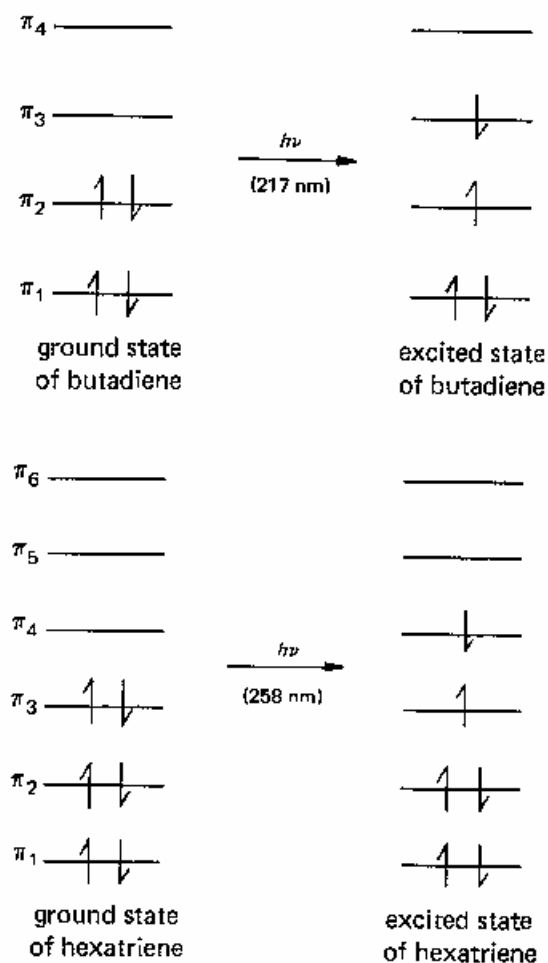 π4
π3
hν
(217 nm)
π2
π1
ground state
of butadiene
excited state
of butadiene
π6
π5
π4
hν
(258 nm)
π3
π2
π1
ground state
of hexatriene
excited state
of hexatriene